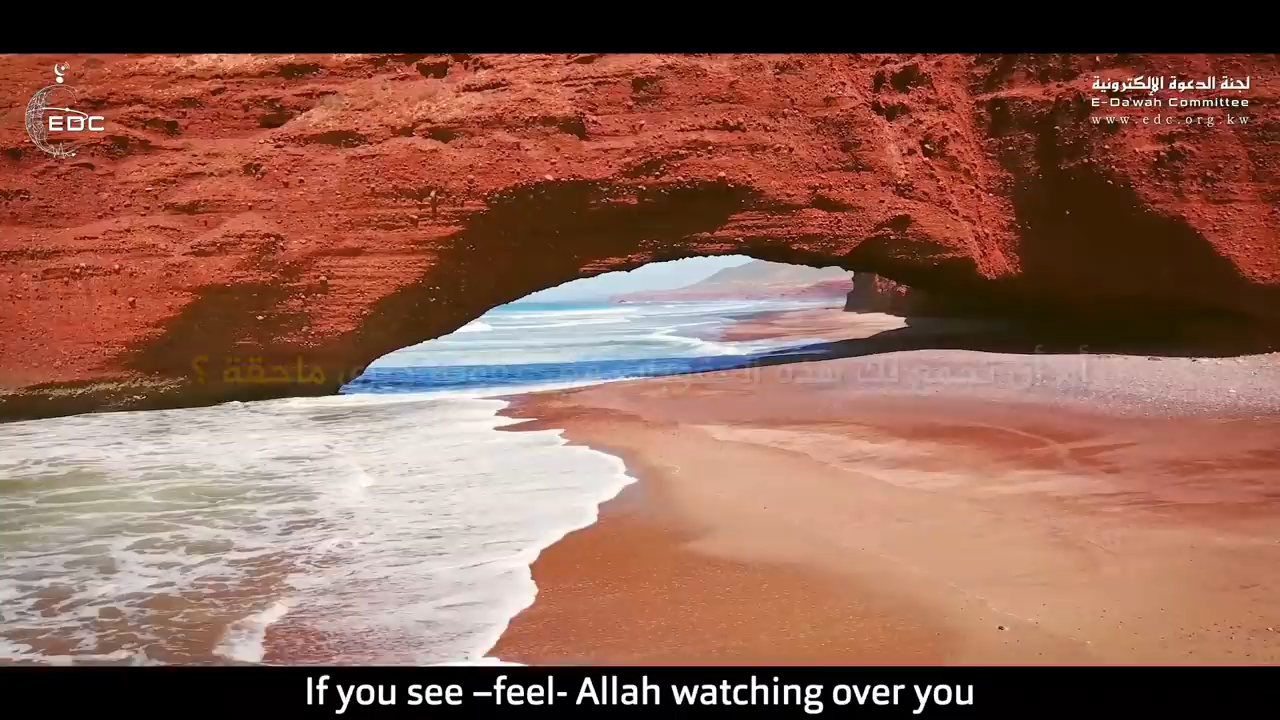 EDC
لجنة الدعوة الإلكترونية
E-Da'wah Committee
www.edc.org.kw
ماحقة ؟
If you see –feel- Allah watching over you